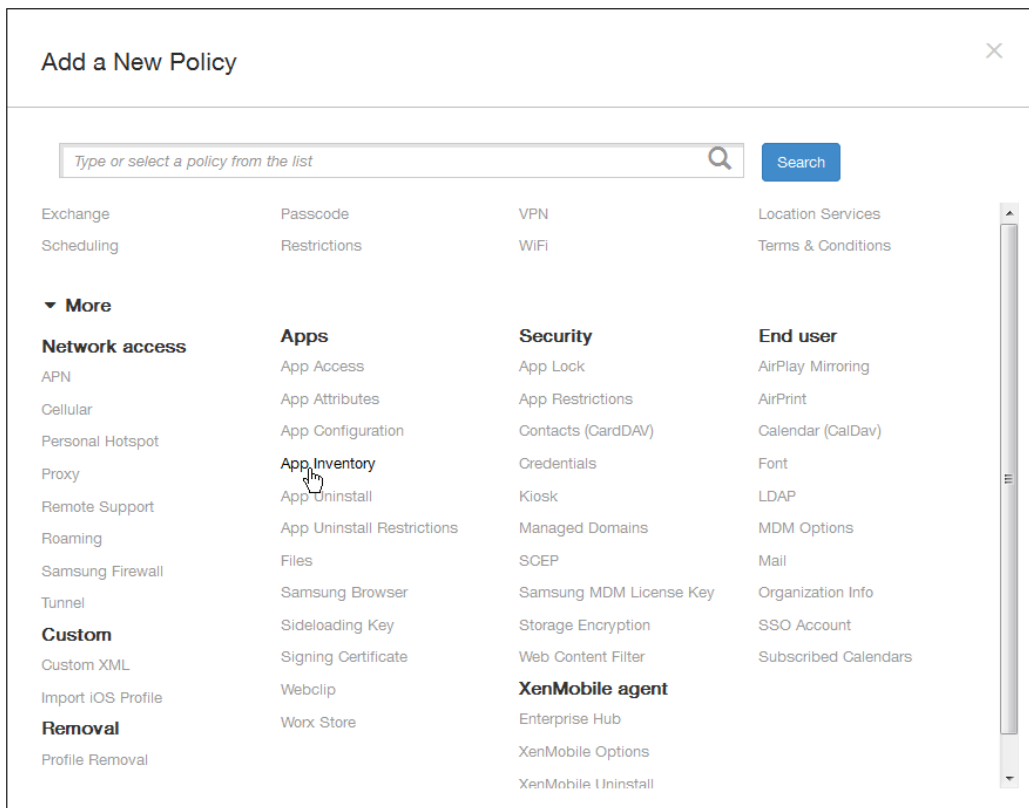 Add a New Policy
Type or select a policy from the list
Search
Exchange
Passcode
VPN
Location Services
Scheduling
Restrictions
WiFi
Terms & Conditions
More
Network access
APN
Cellular
Personal Hotspot
Proxy
Remote Support
Roaming
Samsung Firewall
Tunnel
Custom
Custom XML
Import iOS Profile
Removal
Profile Removal
Apps
App Access
App Attributes
App Configuration
App Inventory
App Uninstall
App Uninstall Restrictions
Files
Samsung Browser
Sideloading Key
Signing Certificate
Webclip
Worx Store
Security
App Lock
App Restrictions
Contacts (CardDAV)
Credentials
Kiosk
Managed Domains
SCEP
Samsung MDM License Key
Storage Encryption
Web Content Filter
XenMobile agent
Enterprise Hub
XenMobile Options
XenMobile Uninstall
End user
AirPlay Mirroring
AirPrint
Calendar (CalDav)
Font
LDAP
MDM Options
Mail
Organization Info
SSO Account
Subscribed Calendars